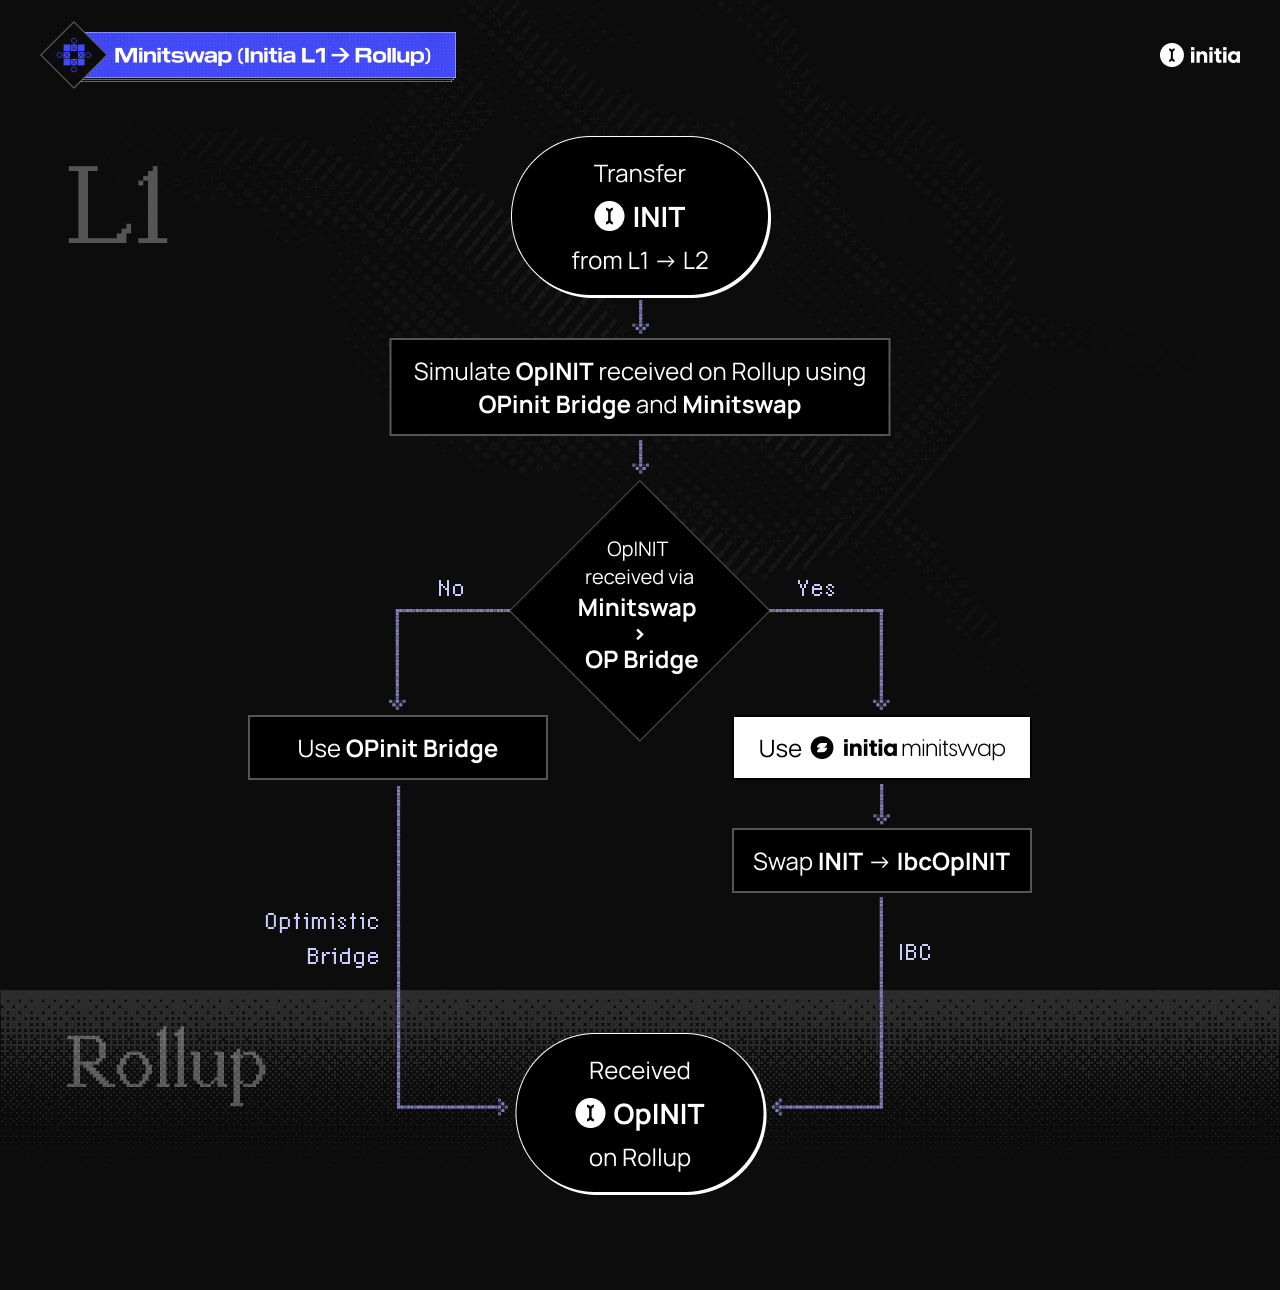 Minitswap (Initia L1 → Rollup)
initia
L1
Transfer
INIT
from L1 → L2
Simulate OpINIT received on Rollup using
OPinit Bridge and Minitswap
OpINIT
received via
Minitswap
>
OP Bridge
No
Yes
Use OPinit Bridge
Use initia minitswap
Swap INIT → IbcOpINIT
Optimistic
Bridge
IBC
Rollup
Received
OpINIT
on Rollup